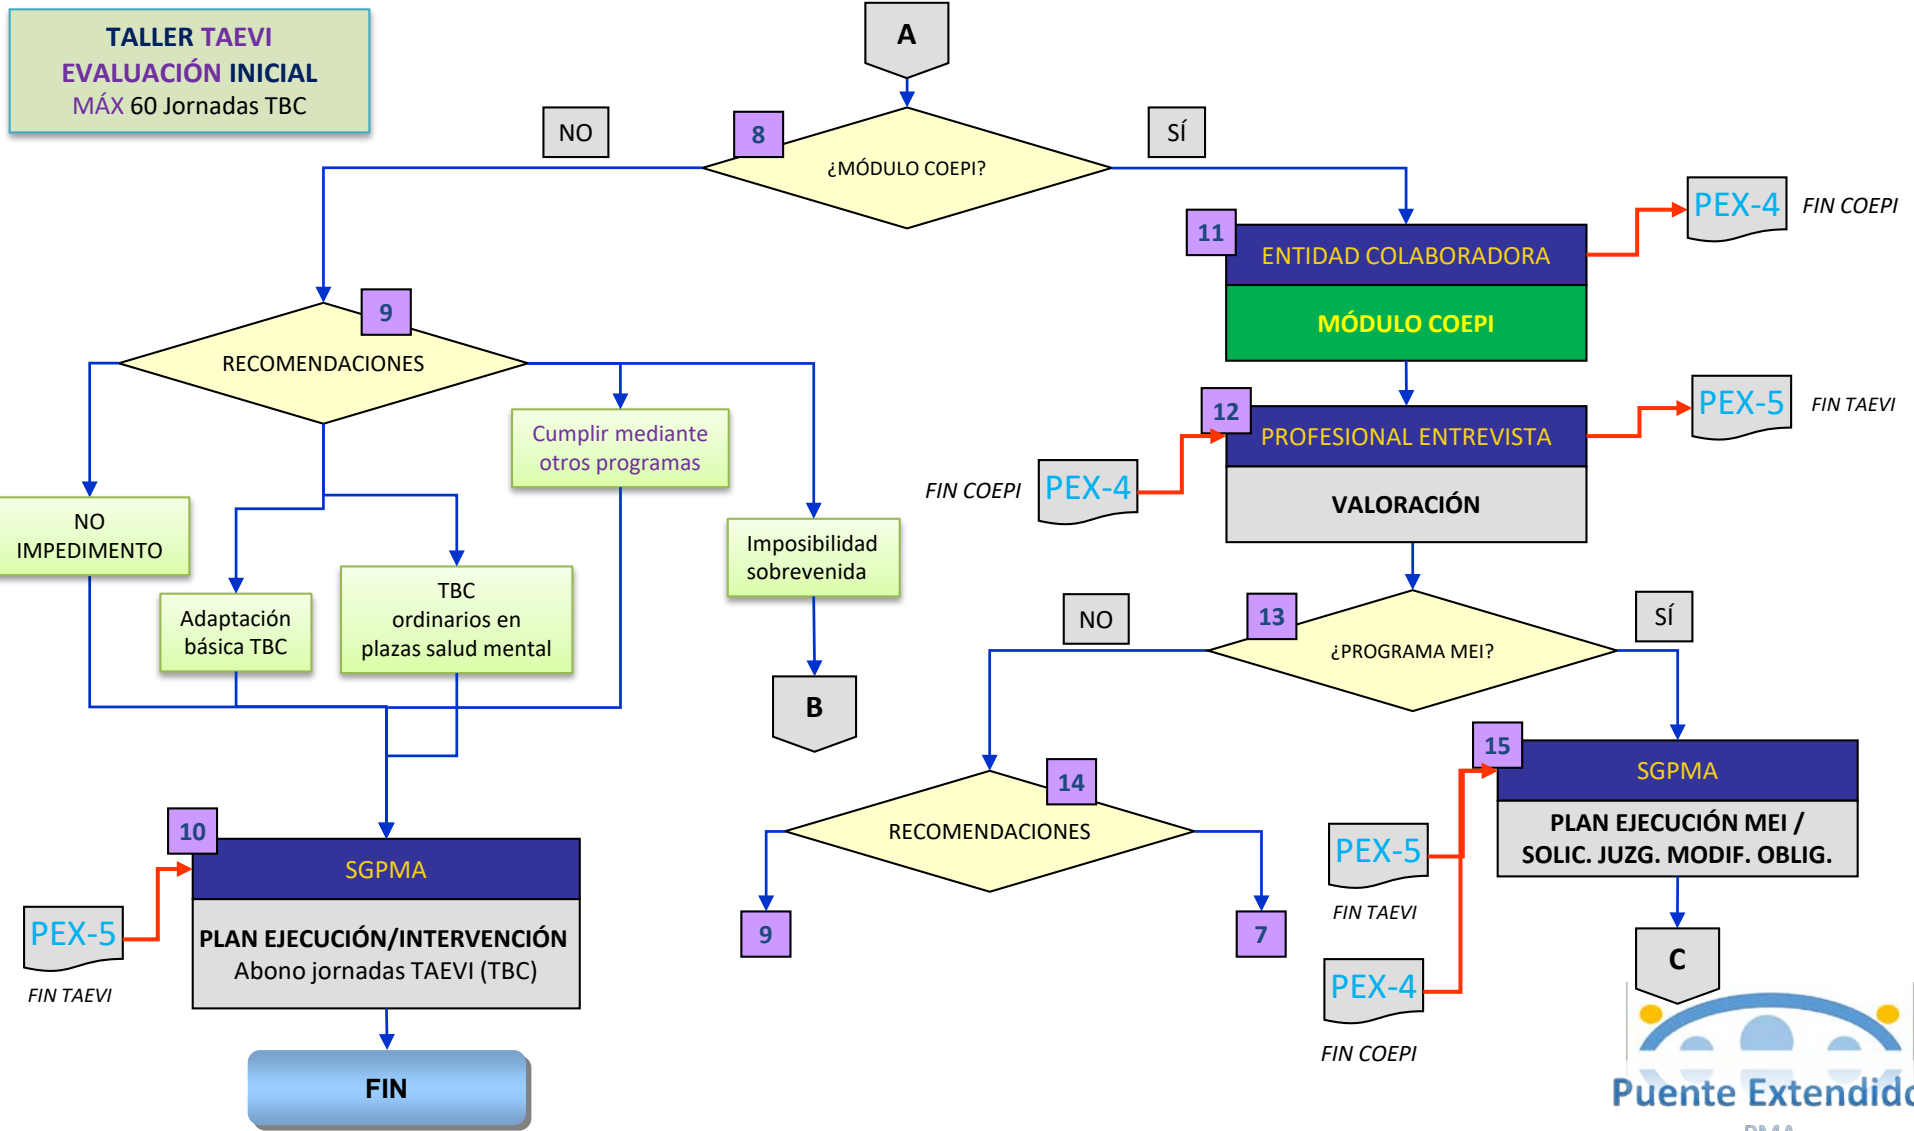 TALLER TAEVI
EVALUACIÓN INICIAL
MÁX 60 Jornadas TBC
A
NO
8
SÍ
¿MÓDULO COEPI?
PEX-4
FIN COEPI
11
ENTIDAD COLABORADORA
MÓDULO COEPI
9
RECOMENDACIONES
12
PROFESIONAL ENTREVISTA
VALORACIÓN
PEX-5
FIN TAEVI
FIN COEPI
PEX-4
Cumplir mediante
otros programas
NO
IMPEDIMENTO
Adaptación
básica TBC
TBC
ordinarios en
plazas salud mental
Imposibilidad
sobrevenida
B
NO
13
SÍ
¿PROGRAMA MEI?
14
RECOMENDACIONES
9
7
15
SGPMA
PLAN EJECUCIÓN MEI /
SOLIC. JUZG. MODIF. OBLIG.
PEX-5
FIN TAEVI
PEX-4
FIN COEPI
C
10
SGPMA
PLAN EJECUCIÓN/INTERVENCIÓN
Abono jornadas TAEVI (TBC)
PEX-5
FIN TAEVI
FIN
Puente Extendido
PMA